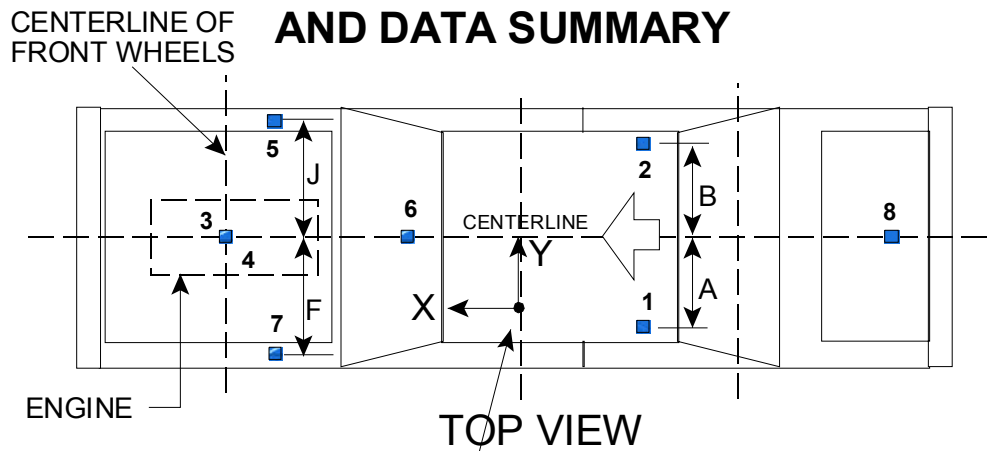 CENTERLINE OF
FRONT WHEELS
AND DATA SUMMARY
5
J
2
B
3
4
6
CENTERLINE
8
Y
A
X
F
7
1
ENGINE
TOP VIEW